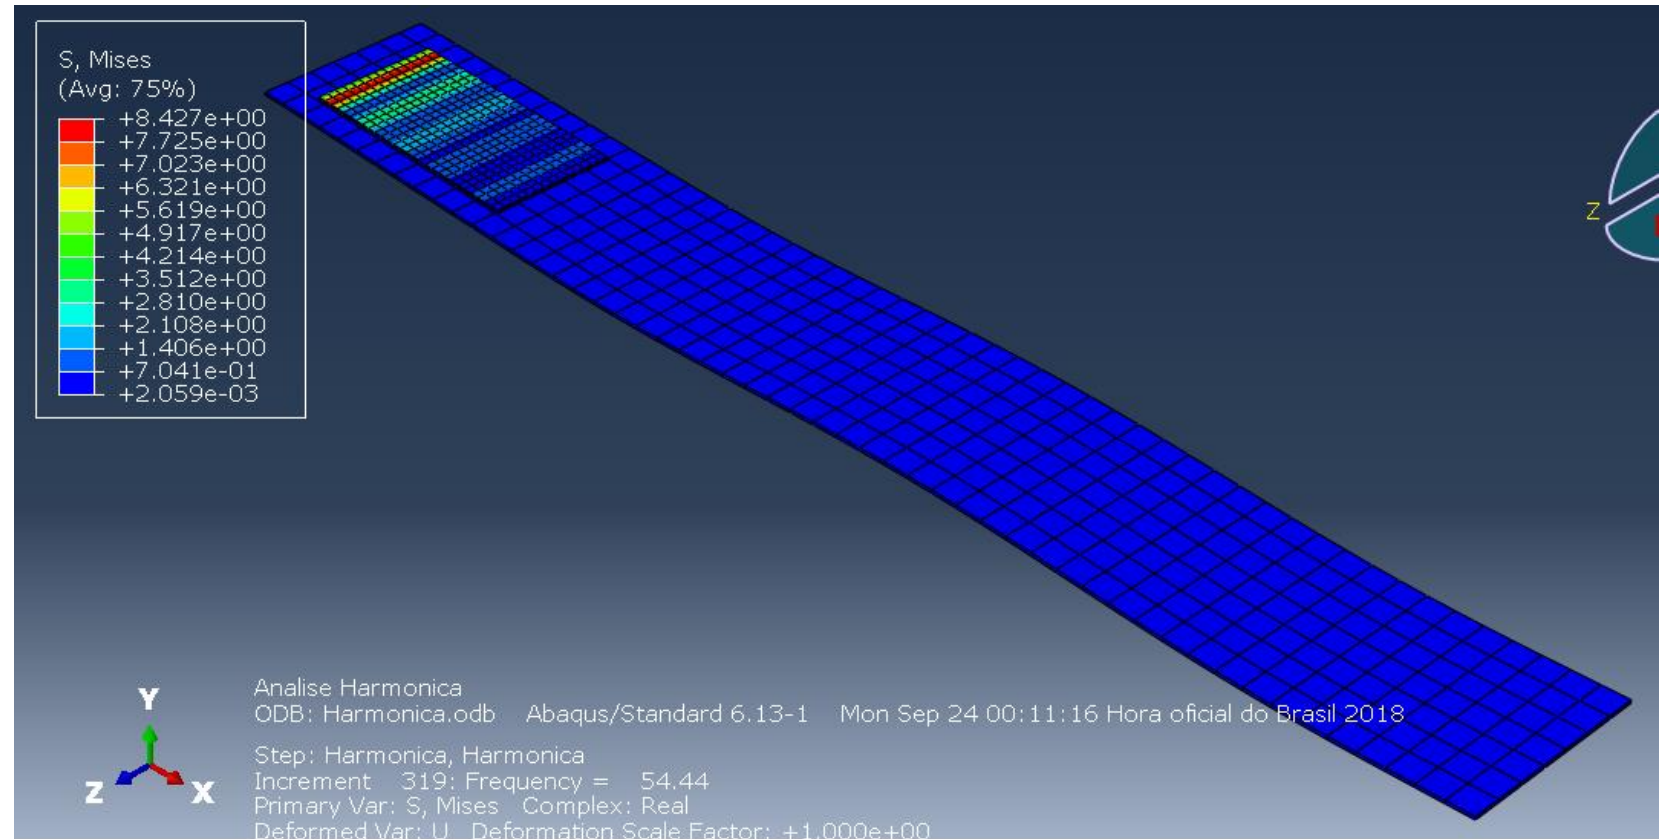 S, Mises
(Avg: 75%)
+8.427e+00
+7.725e+00
+7.023e+00
+6.321e+00
+5.619e+00
+4.917e+00
+4.214e+00
+3.512e+00
+2.810e+00
+2.108e+00
+1.406e+00
+7.041e-01
+2.059e-03
Z
Y
Z
X
Analise Harmonica
ODB: Harmonica.odb Abaqus/Standard 6.13-1 Mon Sep 24 00:11:16 Hora oficial do Brasil 2018
Step: Harmonica, Harmonica
Increment 319: Frequency = 54.44
Primary Var: S, Mises Complex: Real
Deformed Var: U Deformation Scale Factor: +1.000e+00